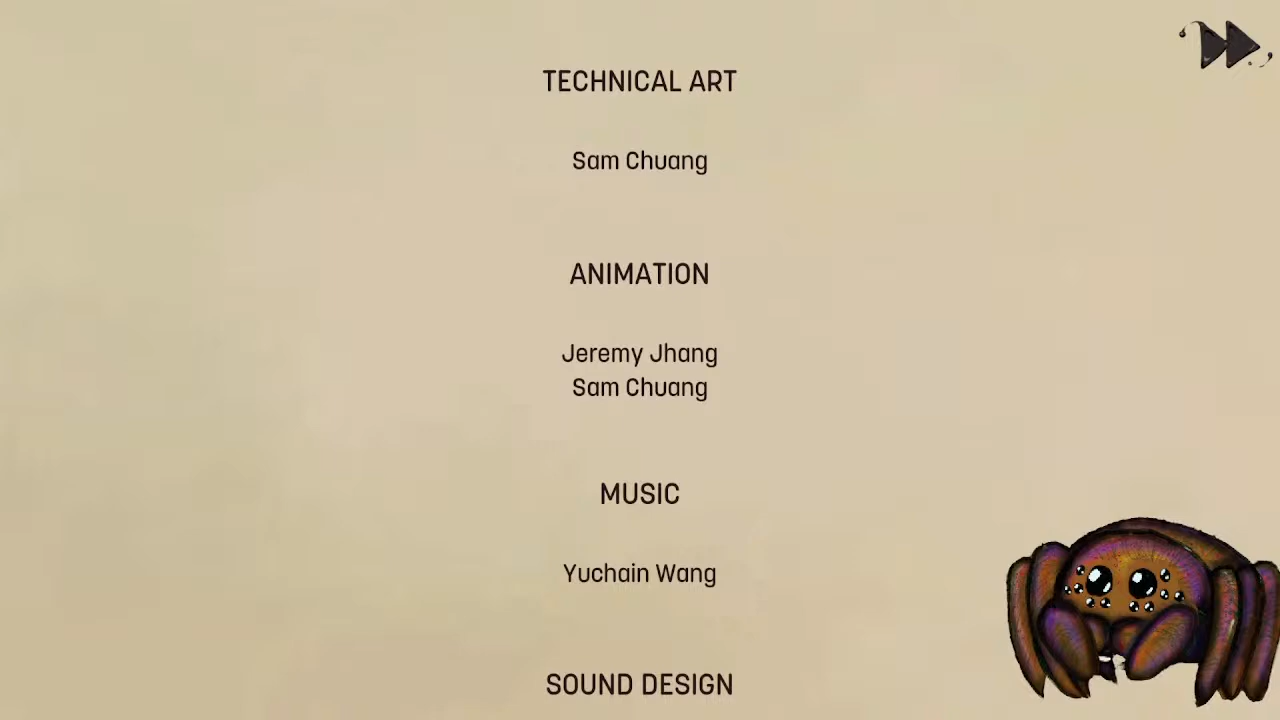 TECHNICAL ART
Sam Chuang
ANIMATION
Jeremy Jhang
Sam Chuang
MUSIC
Yuchain Wang
SOUND DESIGN